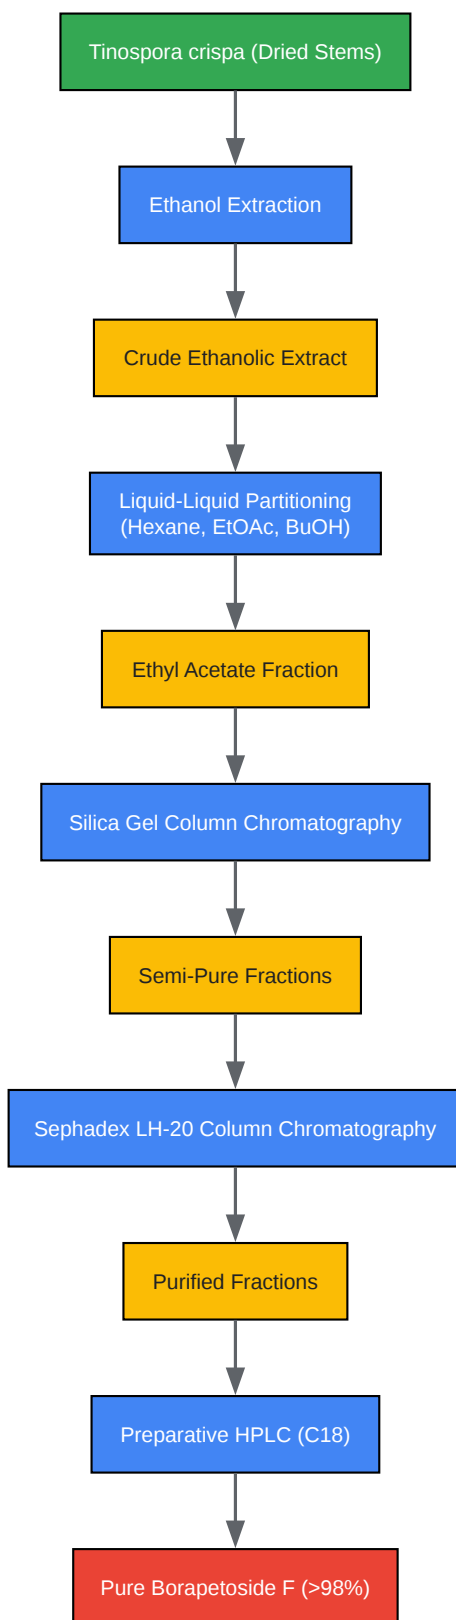 Tinospora crispa (Dried Stems)
Ethanol Extraction
Crude Ethanolic Extract
Liquid-Liquid Partitioning
(Hexane, EtOAc, BuOH)
Ethyl Acetate Fraction
Silica Gel Column Chromatography
Semi-Pure Fractions
Sephadex LH-20 Column Chromatography
Purified Fractions
Preparative HPLC (C18)
Pure Borapetoside F (>98%)